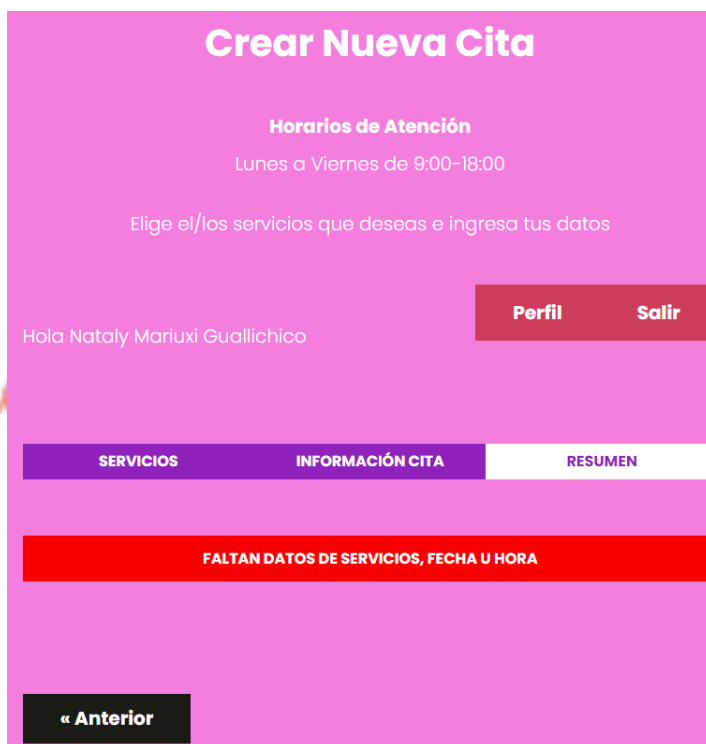 Crear Nueva Cita
Horarios de Atención
Lunes a Viernes de 9:00-18:00
Elige el/los servicios que deseas e ingresa tus datos
Perfil Salir
Hola Nataly Mariuxi Guallichico
SERVICIOS INFORMACIÓN CITA RESUMEN
FALTAN DATOS DE SERVICIOS, FECHA U HORA
« Anterior